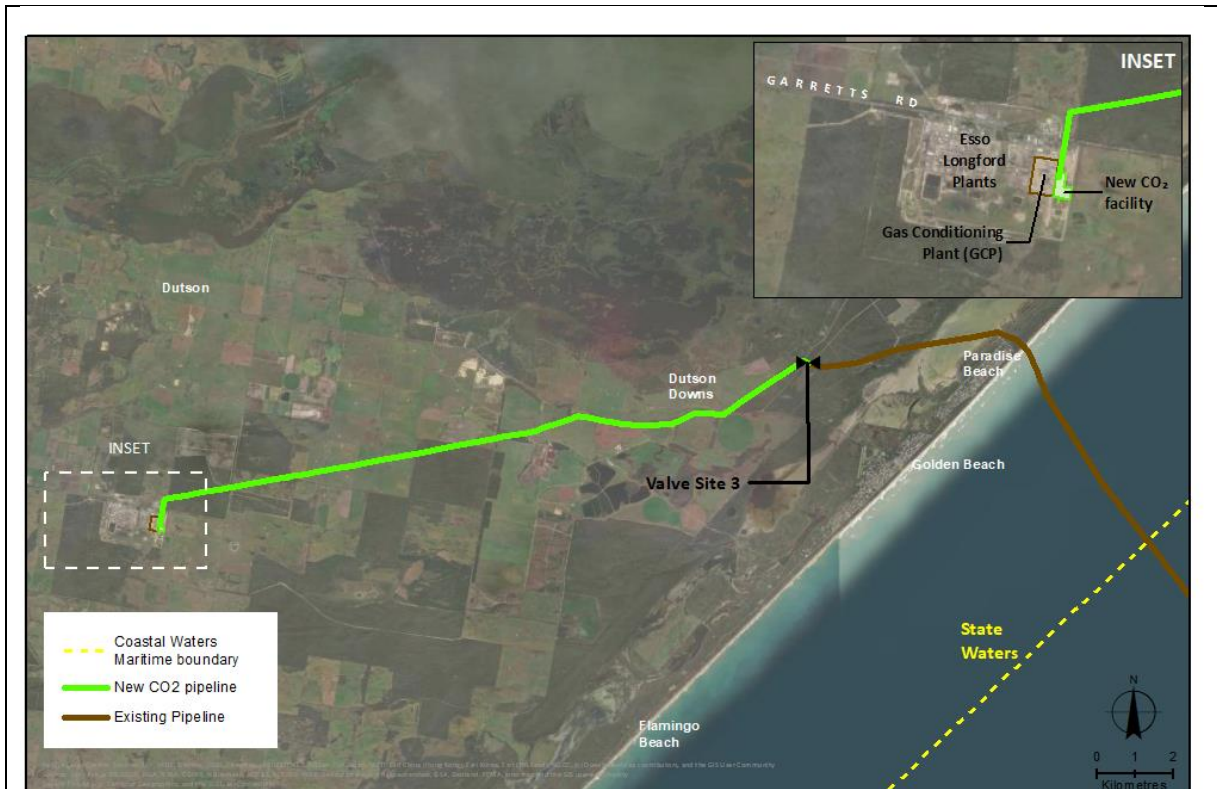 INSET
GARRETTS RD
Esso
Longford
Plants
New CO₂
facility
Gas Conditioning
Plant (GCP)
Dutson
Paradise
Beach
Dutson
Downs
INSET
Golden Beach
Valve Site 3
Coastal Waters
Maritime boundary
New CO2 pipeline
Existing Pipeline
State
Waters
Flamingo
Beach
N
0 1 2
Kilometres